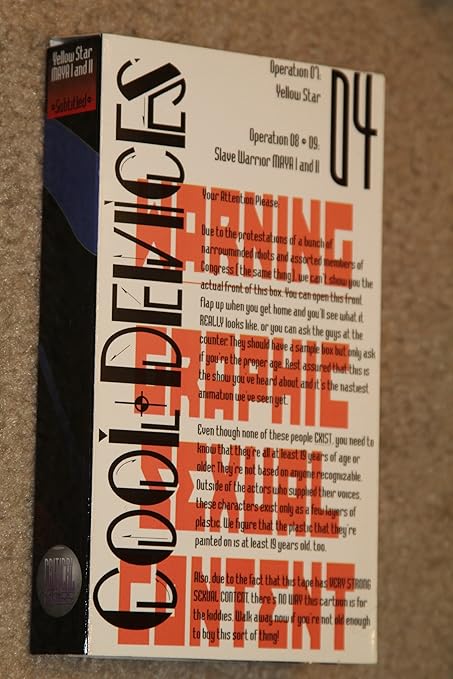 Yellow Star
MAYA I and II
Subtitled
COOL DEVICES
Operation 07:
Yellow Star
04
Operation 08 + 09:
Slave Warrior MAYA I and II
WARNING
GRAPHIC
SEXUAL
CONTENT
Your Attention Please:
Due to the protestations of a bunch of
narrowminded idiots and assorted members of
Congress (the same thing), we can't show you the
actual front of this box. You can open this front
flap up when you get home and you'll see what it
REALLY looks like, or you can ask the guys at the
counter. They should have a sample box but only ask
if you're the proper age. Rest assured that this is
the show you've heard about and it's the nastiest
animation we've seen yet.
Even though none of these people EXIST, you need to
know that they're all at least 19 years of age or
older. They're not based on anyone recognizable.
Outside of the actors who supplied their voices,
these characters exist only as a few layers of
plastic. We figure that the plastic that they're
painted on is at least 19 years old, too.
Also, due to the fact that this tape has VERY STRONG
SEXUAL CONTENT, there's NO WAY this cartoon is for
the kiddies. Walk away now if you're not old enough
to buy this sort of thing!
CRITICAL